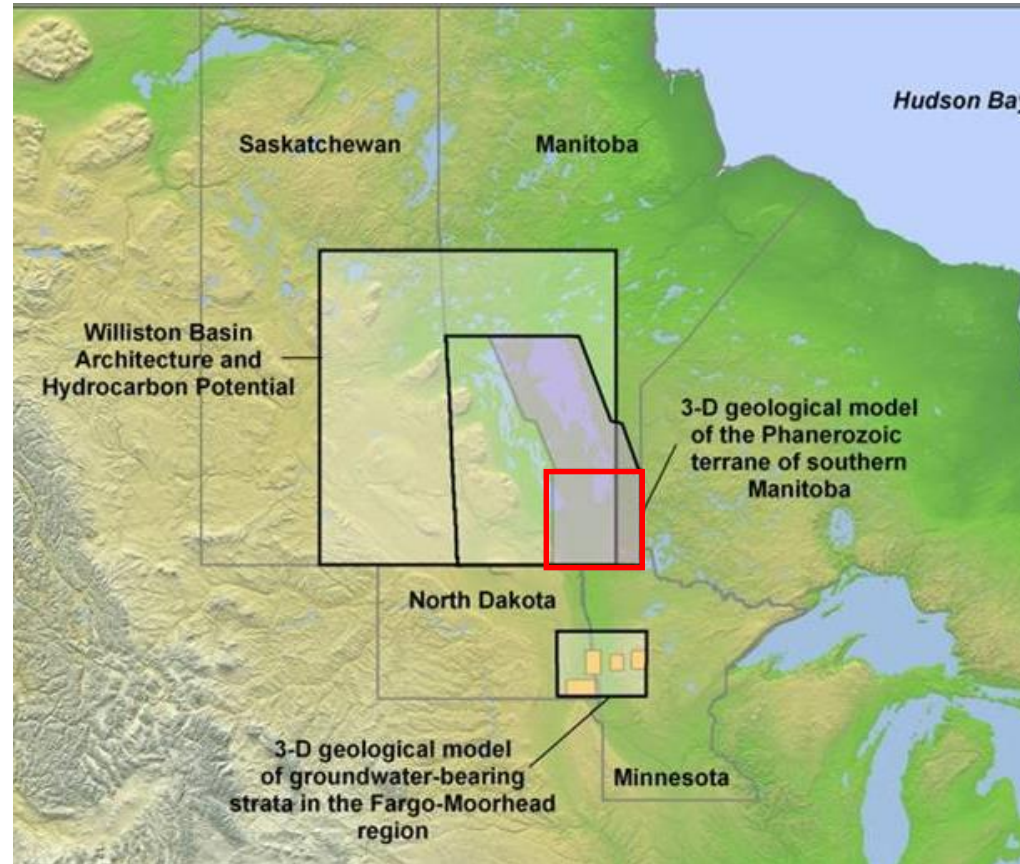 Hudson Bay
Saskatchewan
Manitoba
Williston Basin
Architecture and
Hydrocarbon Potential
3-D geological model
of the Phanerozoic
terrane of southern
Manitoba
North Dakota
3-D geological model
of groundwater-bearing
strata in the Fargo-Moorhead
region
Minnesota